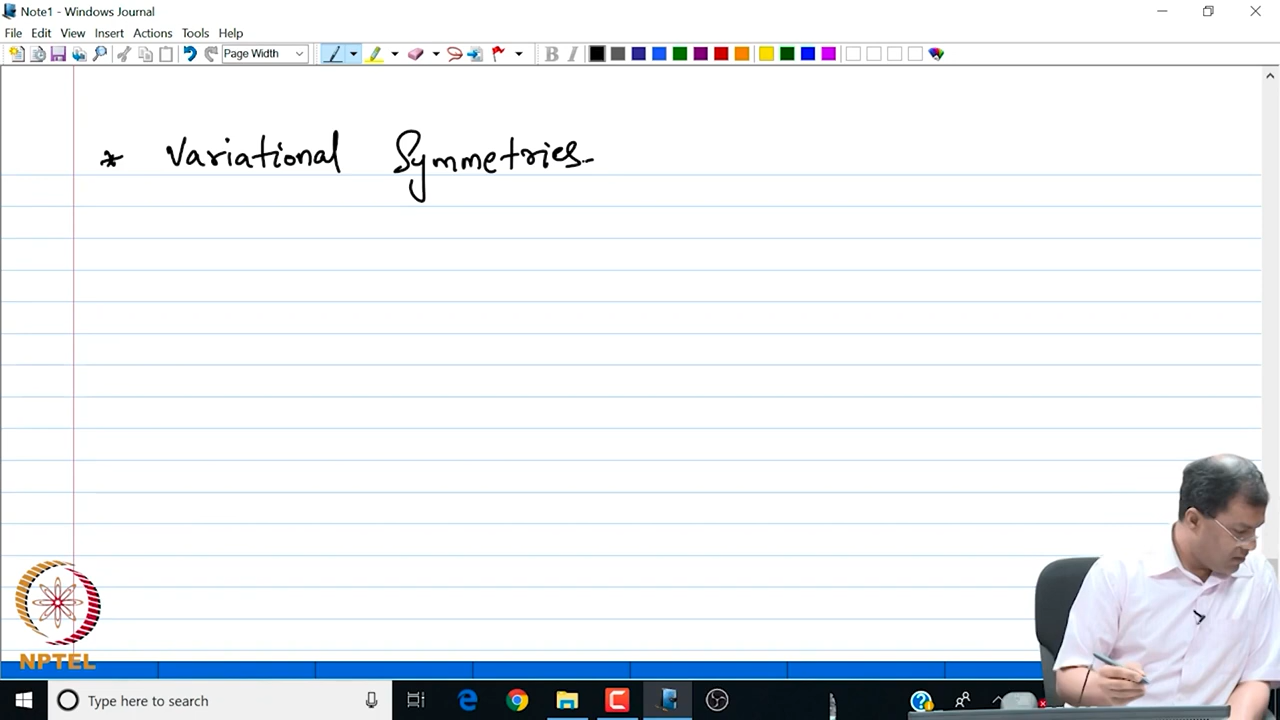 Note1 - Windows Journal
File Edit View Insert Actions Tools Help
Page Width
B I
* Variational Symmetries
NPTEL
Type here to search